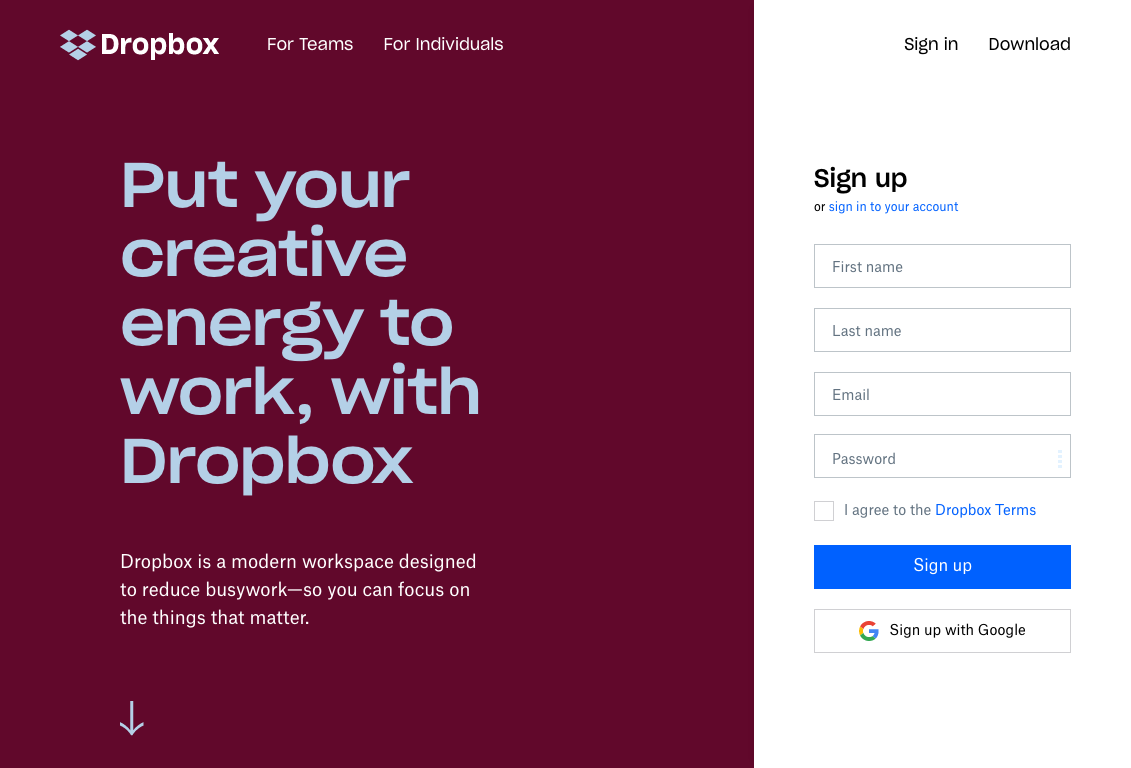 Dropbox For Teams For Individuals Sign in Download
Put your
creative
energy to
work, with
Dropbox
Dropbox is a modern workspace designed
to reduce busywork—so you can focus on
the things that matter.
Sign up
or sign in to your account
First name
Last name
Email
Password
I agree to the Dropbox Terms
Sign up
Sign up with Google